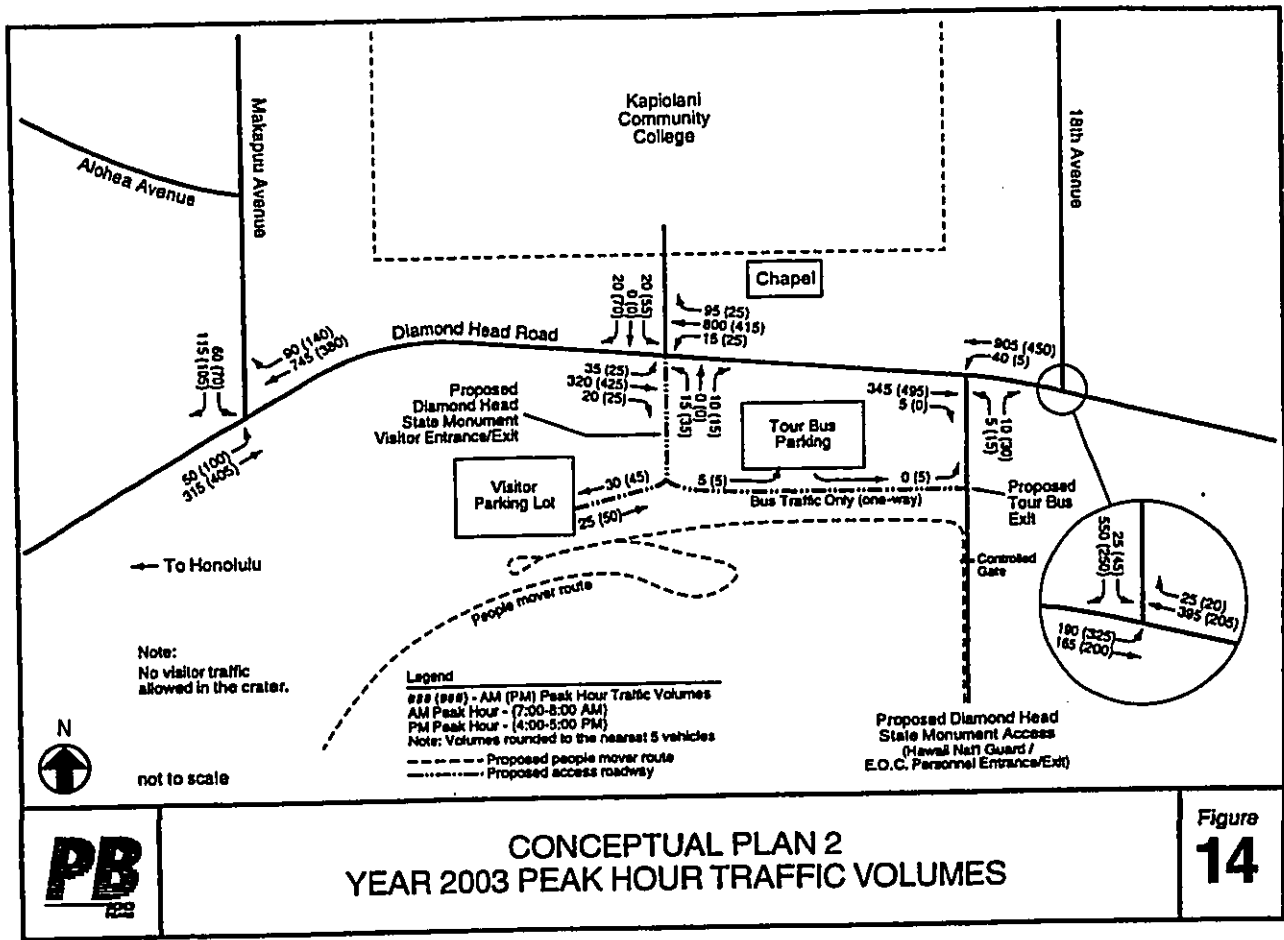 Kapiolani
Community
College
Makapuu Avenue
Alohea Avenue
18th Avenue
Chapel
20 (70)
0 (0)
20 (55)
95 (25)
800 (415)
15 (25)
Diamond Head Road
90 (140)
745 (380)
115 (105)
60 (70)
50 (100)
315 (405)
905 (450)
40 (5)
35 (25)
320 (425)
20 (25)
15 (35)
0 (0)
10 (15)
345 (495)
5 (0)
5 (15)
10 (30)
Proposed
Diamond Head
State Monument
Visitor Entrance/Exit
Tour Bus
Parking
Visitor
Parking Lot
30 (45)
25 (50)
5 (5)
0 (5)
Bus Traffic Only (one-way)
Proposed
Tour Bus
Exit
To Honolulu
People mover route
Controlled
Gate
550 (250)
25 (45)
25 (20)
395 (205)
190 (325)
165 (200)
Note:
No visitor traffic
allowed in the crater.
Legend
### (###) - AM (PM) Peak Hour Traffic Volumes
AM Peak Hour - (7:00-8:00 AM)
PM Peak Hour - (4:00-5:00 PM)
Note: Volumes rounded to the nearest 5 vehicles
Proposed people mover route
Proposed access roadway
Proposed Diamond Head
State Monument Access
(Hawaii Nat'l Guard /
E.O.C. Personnel Entrance/Exit)
N
not to scale
PB
CONCEPTUAL PLAN 2
YEAR 2003 PEAK HOUR TRAFFIC VOLUMES
Figure
14